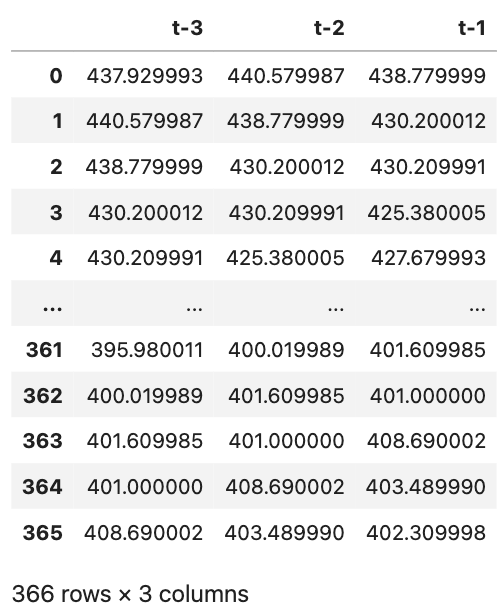 t-3 t-2 t-1
0 437.929993 440.579987 438.779999
1 440.579987 438.779999 430.200012
2 438.779999 430.200012 430.209991
3 430.200012 430.209991 425.380005
4 430.209991 425.380005 427.679993
... ... ... ...
361 395.980011 400.019989 401.609985
362 400.019989 401.609985 401.000000
363 401.609985 401.000000 408.690002
364 401.000000 408.690002 403.489990
365 408.690002 403.489990 402.309998
366 rows × 3 columns